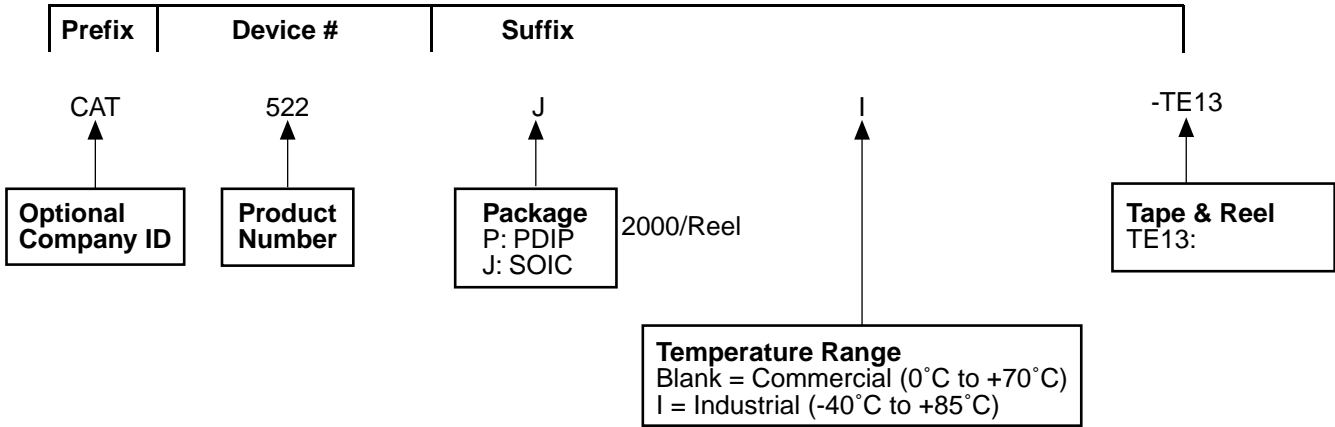 Prefix Device # Suffix
CAT 522 J I -TE13
Optional
Company ID
Product
Number
Package
P: PDIP
J: SOIC
2000/Reel
Tape & Reel
TE13:
Temperature Range
Blank = Commercial (0˚C to +70˚C)
I = Industrial (-40˚C to +85˚C)